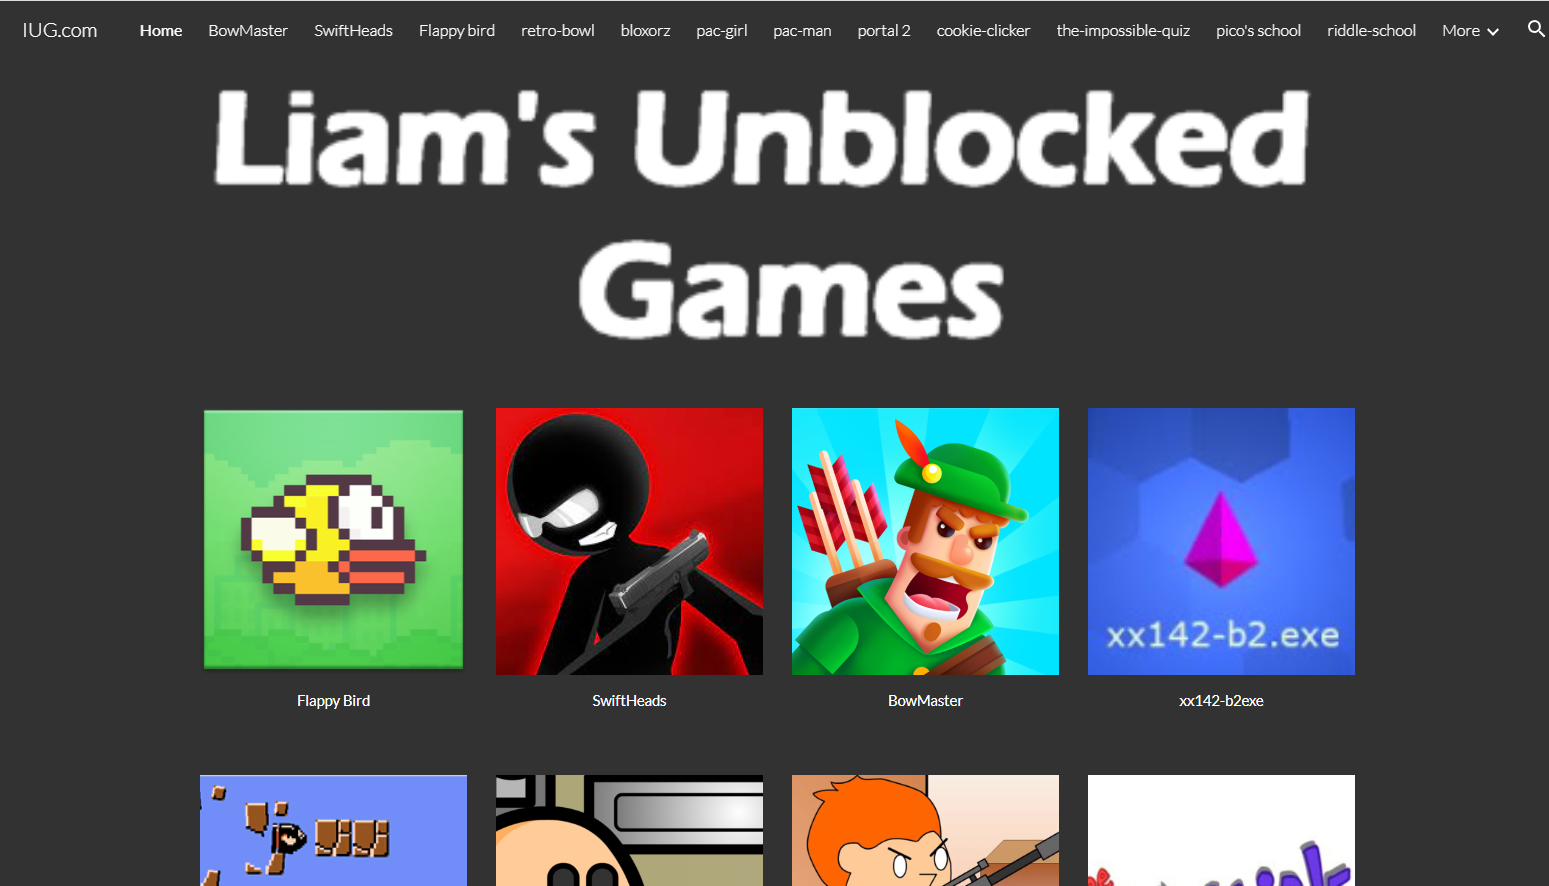 IUG.com Home BowMaster SwiftHeads Flappy bird retro-bowl bloxorz pac-girl pac-man portal 2 cookie-clicker the-impossible-quiz pico's school riddle-school More
Liam's Unblocked
Games
xx142-b2.exe
Flappy Bird SwiftHeads BowMaster xx142-b2exe